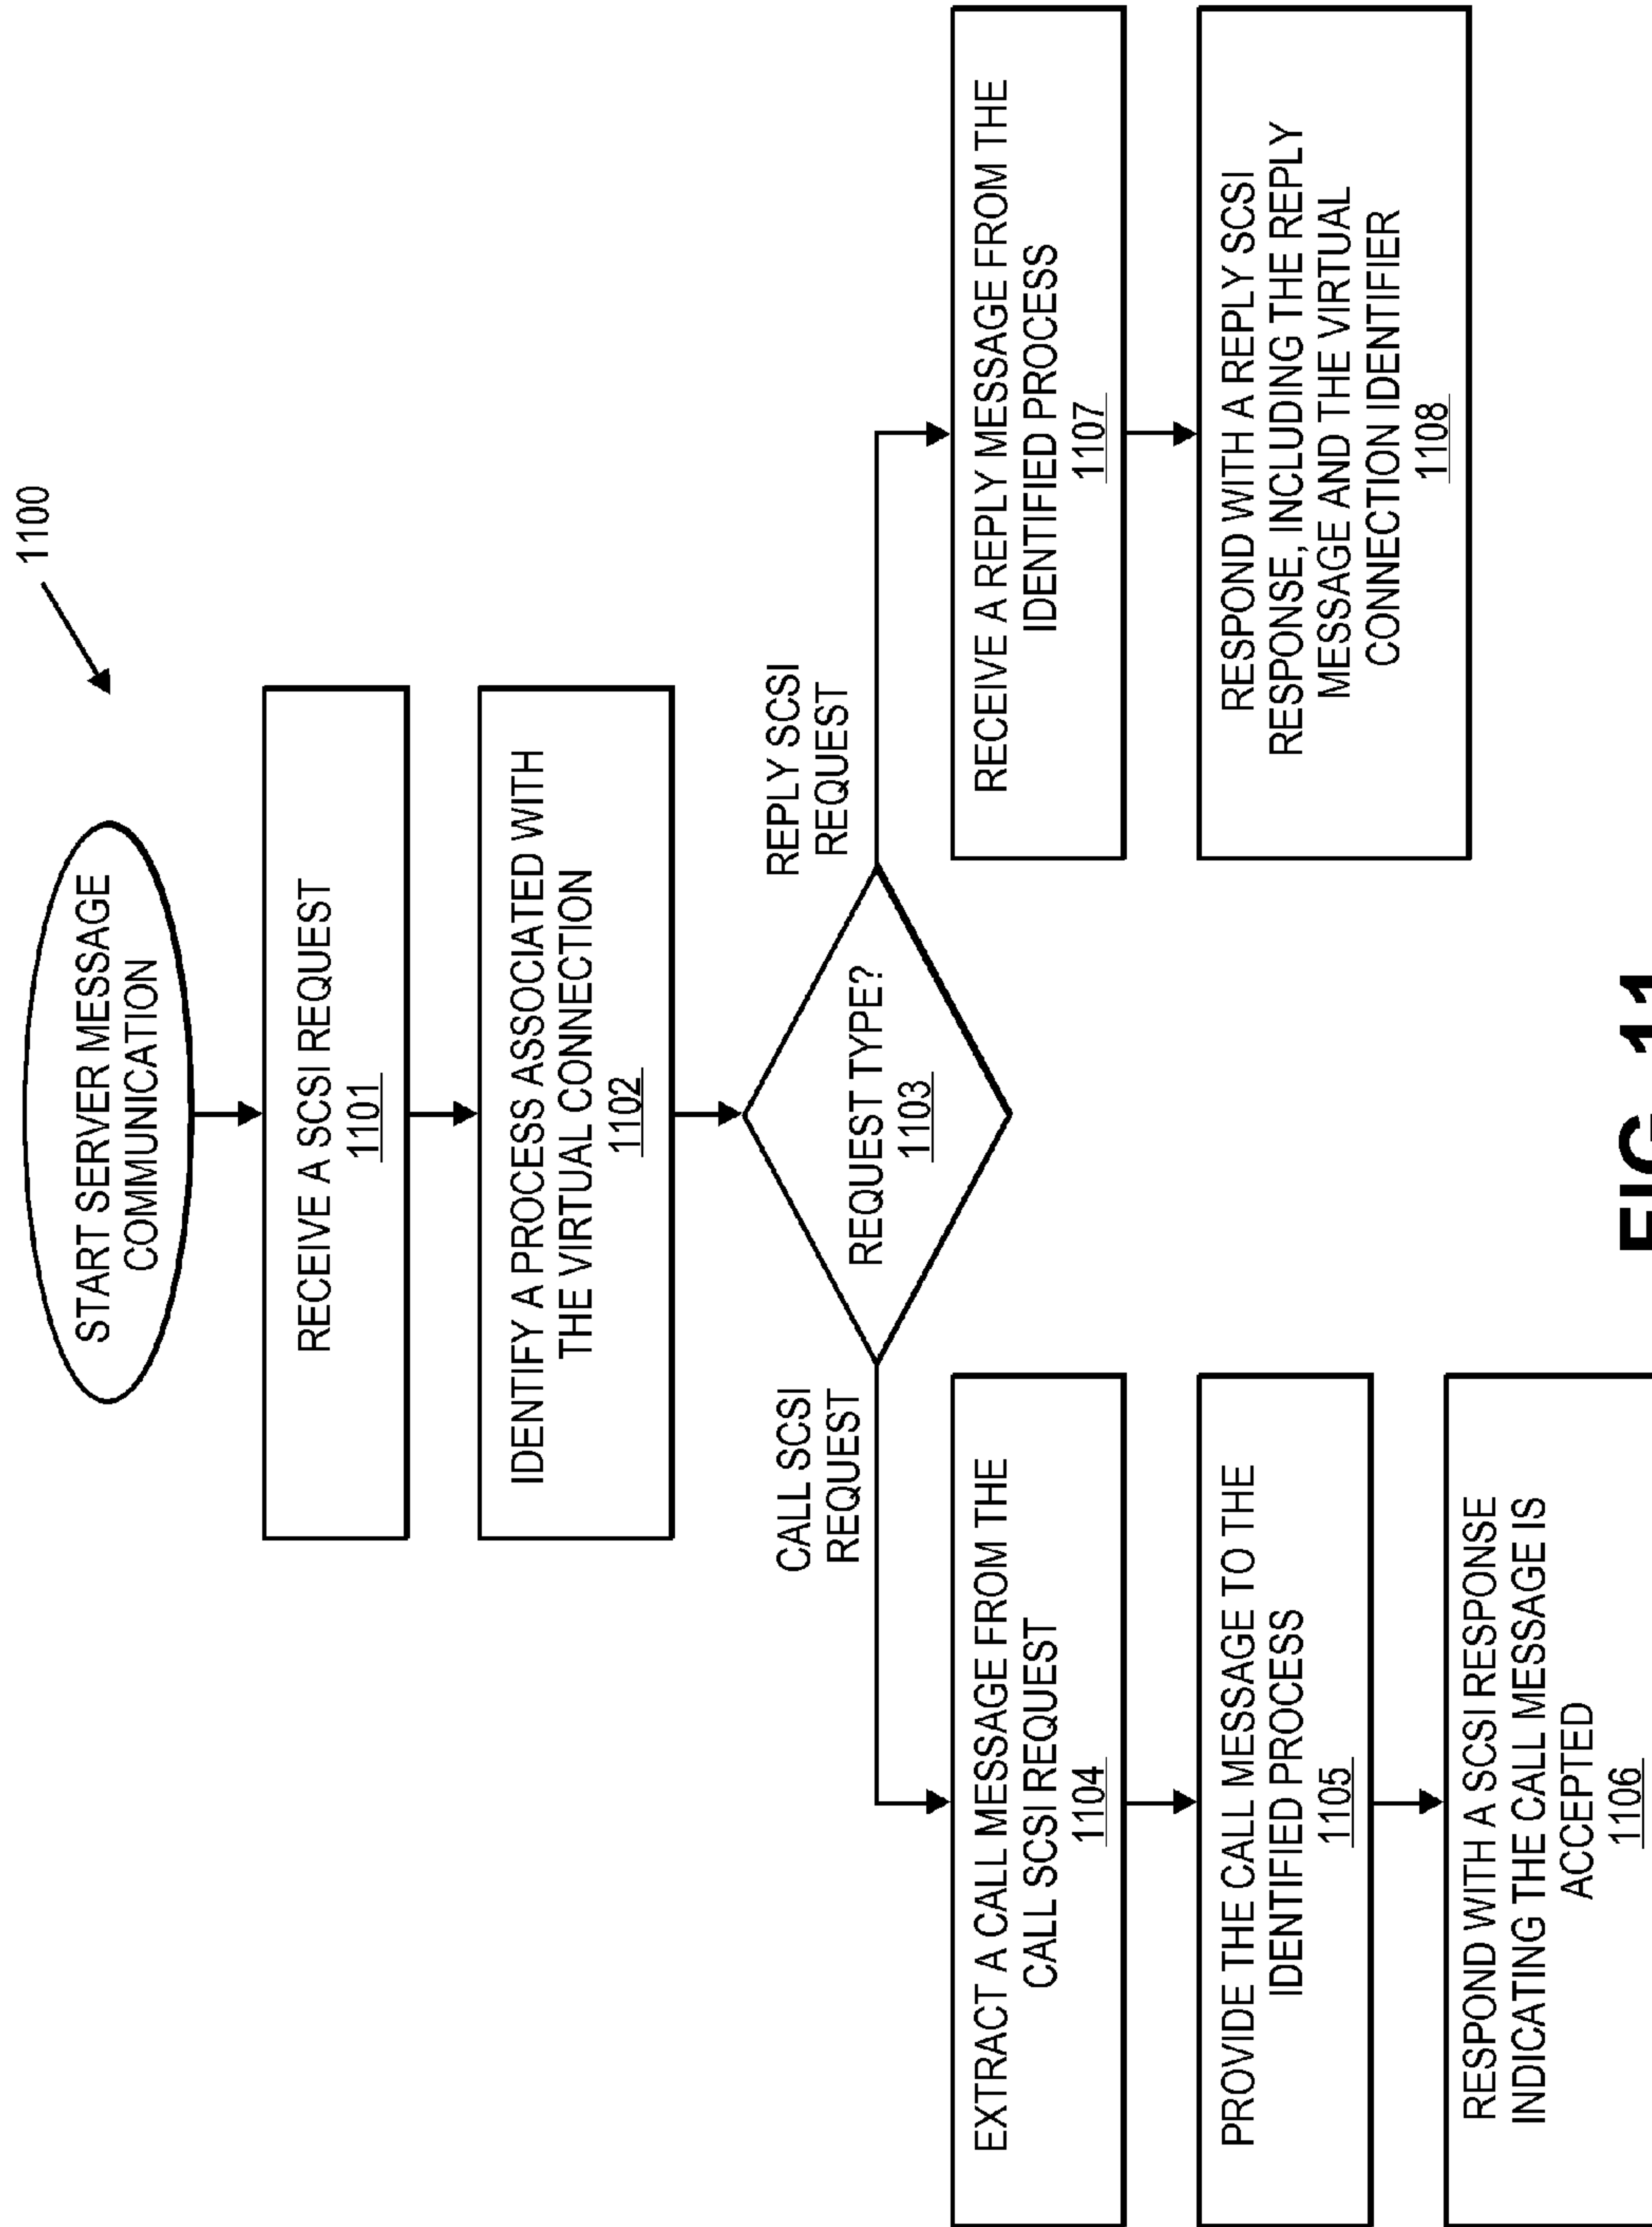 1100
START SERVER MESSAGE
COMMUNICATION
RECEIVE A SCSI REQUEST
1101
IDENTIFY A PROCESS ASSOCIATED WITH
THE VIRTUAL CONNECTION
1102
REQUEST TYPE?
1103
CALL SCSI
REQUEST
REPLY SCSI
REQUEST
EXTRACT A CALL MESSAGE FROM THE
CALL SCSI REQUEST
1104
PROVIDE THE CALL MESSAGE TO THE
IDENTIFIED PROCESS
1105
RESPOND WITH A SCSI RESPONSE
INDICATING THE CALL MESSAGE IS
ACCEPTED
1106
RECEIVE A REPLY MESSAGE FROM THE
IDENTIFIED PROCESS
1107
RESPOND WITH A REPLY SCSI
RESPONSE, INCLUDING THE REPLY
MESSAGE AND THE VIRTUAL
CONNECTION IDENTIFIER
1108
FIG. 11